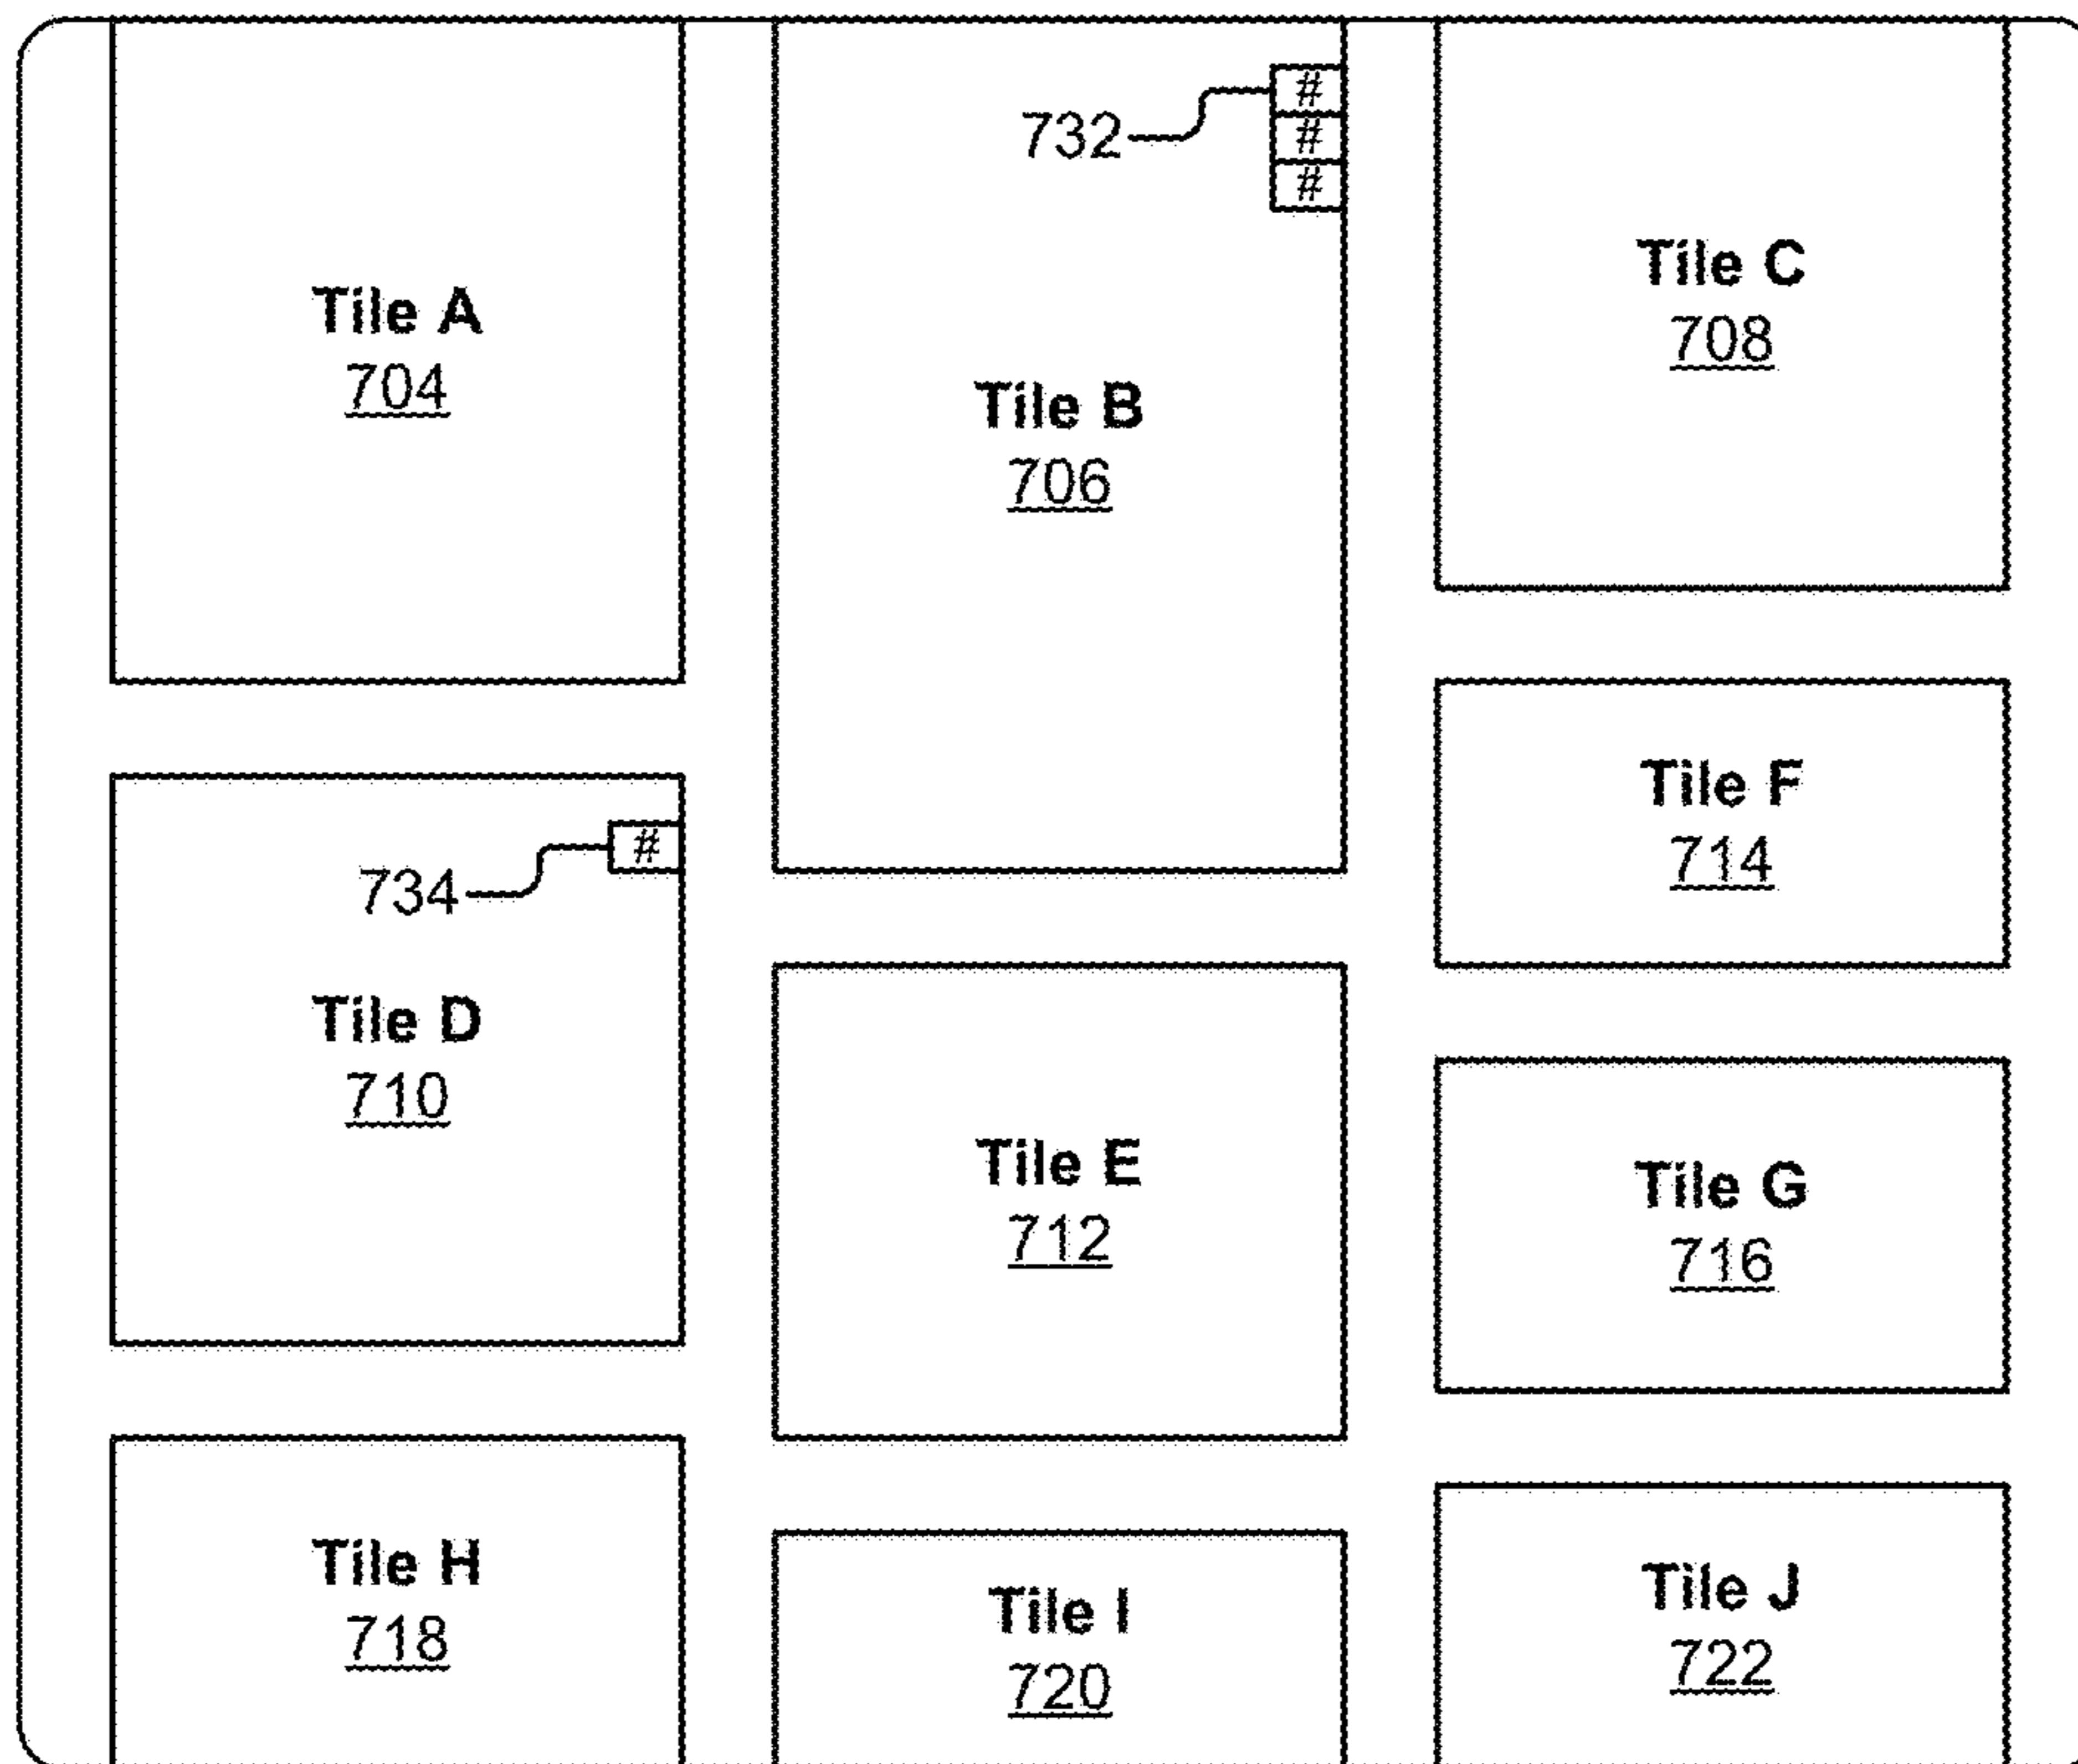 Tile A
704
#
732
#
#
Tile B
706
Tile C
708
#
734
Tile D
710
Tile E
712
Tile F
714
Tile G
716
Tile H
718
Tile I
720
Tile J
722